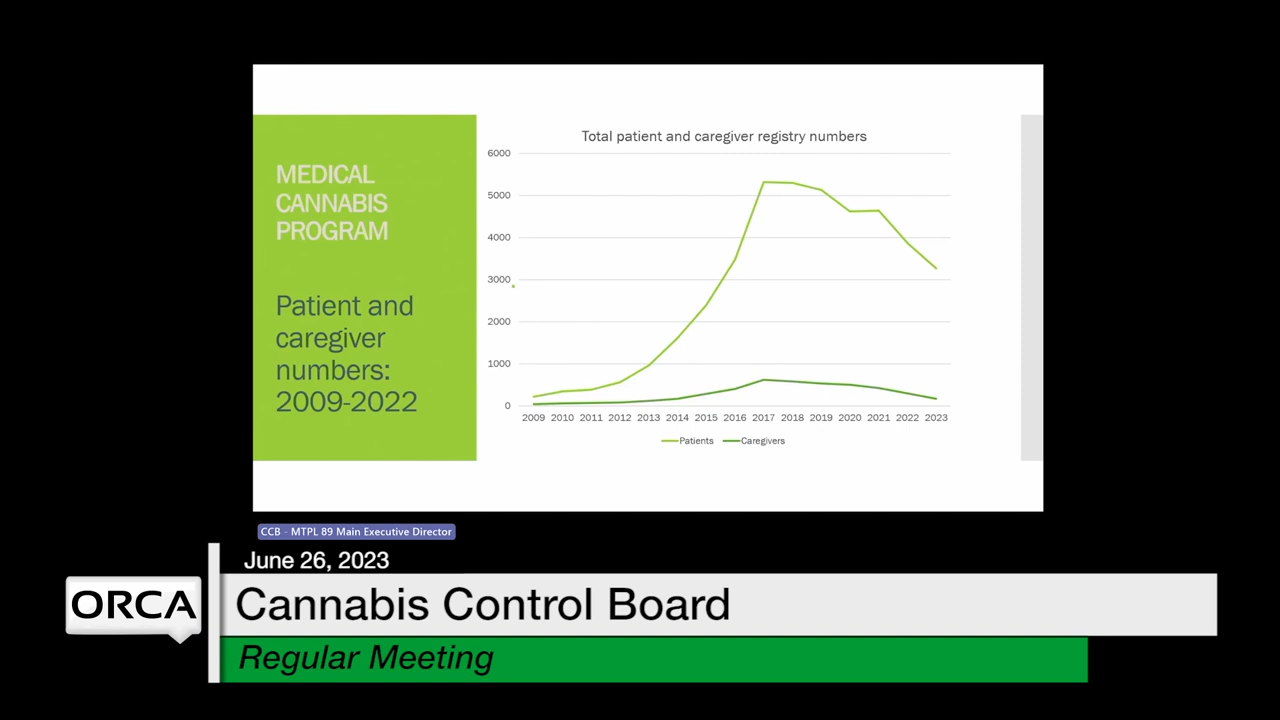 MEDICAL
CANNABIS
PROGRAM
Patient and
caregiver
numbers:
2009-2022
Total patient and caregiver registry numbers
6000
5000
4000
3000
2000
1000
0
2009 2010 2011 2012 2013 2014 2015 2016 2017 2018 2019 2020 2021 2022 2023
Patients Caregivers
CCB - MTPL 89 Main Executive Director
June 26, 2023
ORCA
Cannabis Control Board
Regular Meeting